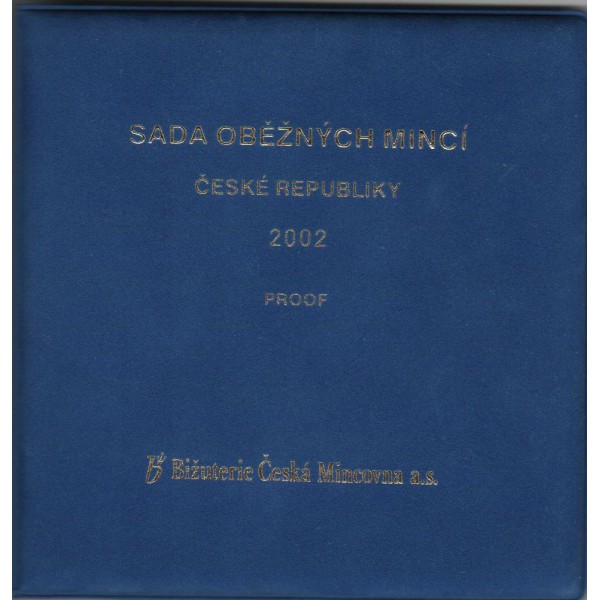 SADA OBĚŽNÝCH MINCÍ
ČESKÉ REPUBLIKY
2002
PROOF
Bižuterie Česká Mincovna a.s.